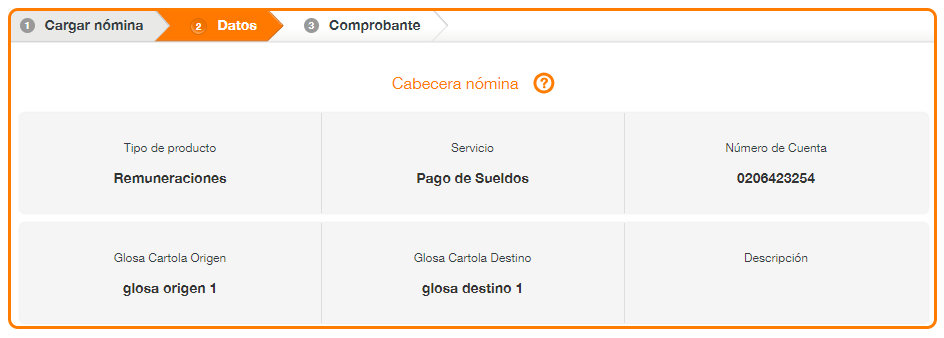 1 Cargar nómina 2 Datos 3 Comprobante
Cabecera nómina ?
Tipo de producto Servicio Número de Cuenta
Remuneraciones Pago de Sueldos 0206423254
Glosa Cartola Origen Glosa Cartola Destino Descripción
glosa origen 1 glosa destino 1